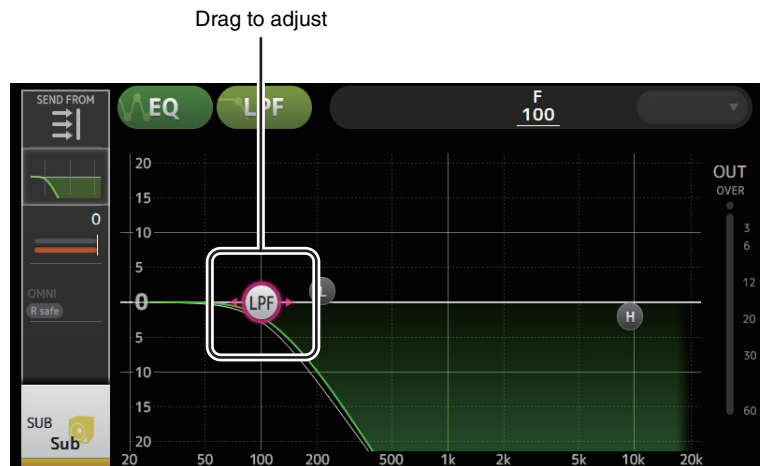 Drag to adjust
SEND FROM
EQ
LPF
F
100
0
OMNI
R safe
SUB
Sub
20
15
10
5
0
5
10
15
20
LPF
L
H
20 50 100 200 500 1k 2k 5k 10k 20k
OUT
OVER
3
6
12
20
30
60